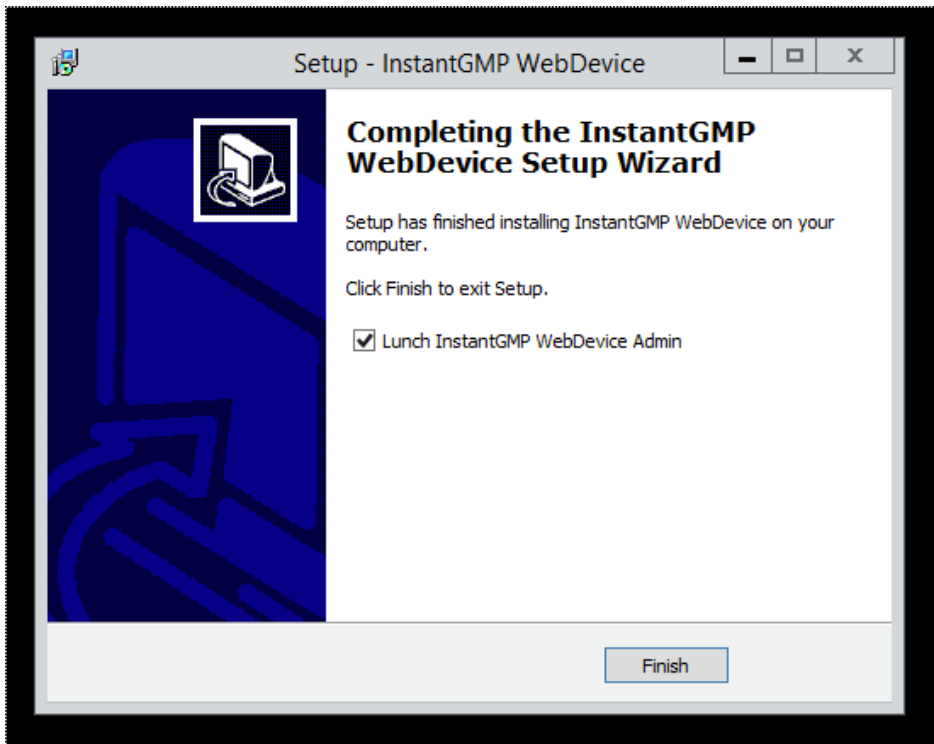 Setup - InstantGMP WebDevice
Completing the InstantGMP
WebDevice Setup Wizard
Setup has finished installing InstantGMP WebDevice on your
computer.
Click Finish to exit Setup.
Lunch InstantGMP WebDevice Admin
Finish